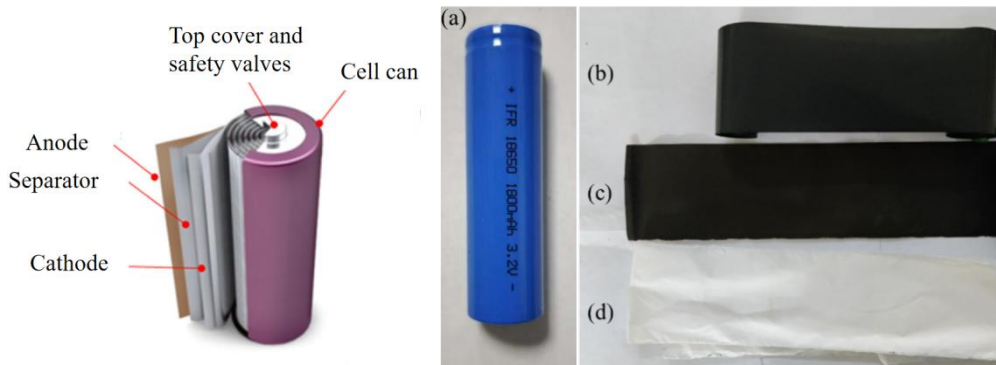 Top cover and
safety valves
Cell can
Anode
Separator
Cathode
(a)
+ IFR 18650 1800mAh 3.2V -
(b)
(c)
(d)